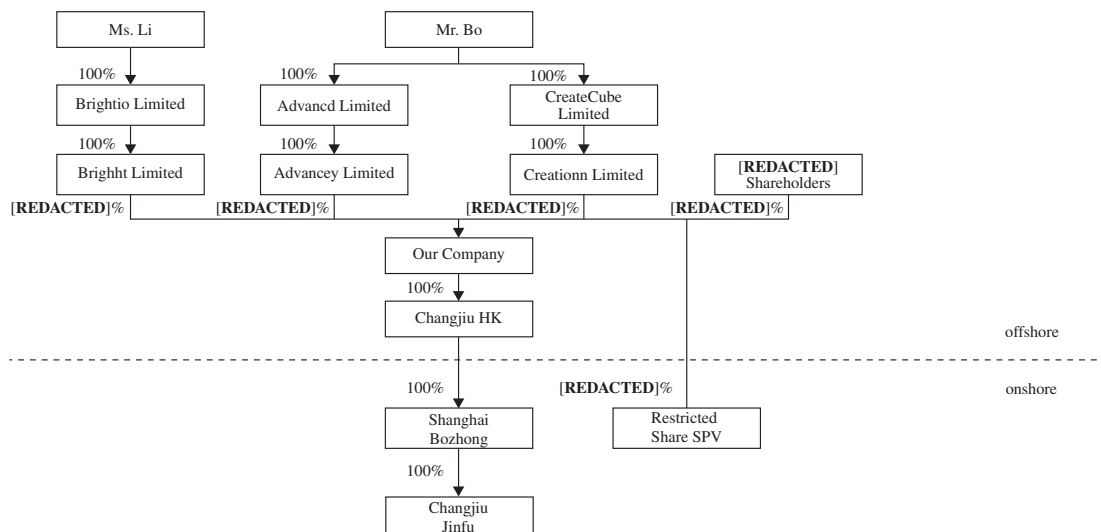 Ms. Li
Mr. Bo
100%
100%
100%
Brightio Limited
Advancd Limited
CreateCube
Limited
100%
100%
100%
Brighht Limited
Advancey Limited
Creationn Limited
[REDACTED]
Shareholders
[REDACTED]%
[REDACTED]%
[REDACTED]%
[REDACTED]%
Our Company
100%
Changjiu HK
offshore
100%
[REDACTED]%
onshore
Shanghai
Bozhong
Restricted
Share SPV
100%
Changjiu
Jinfu